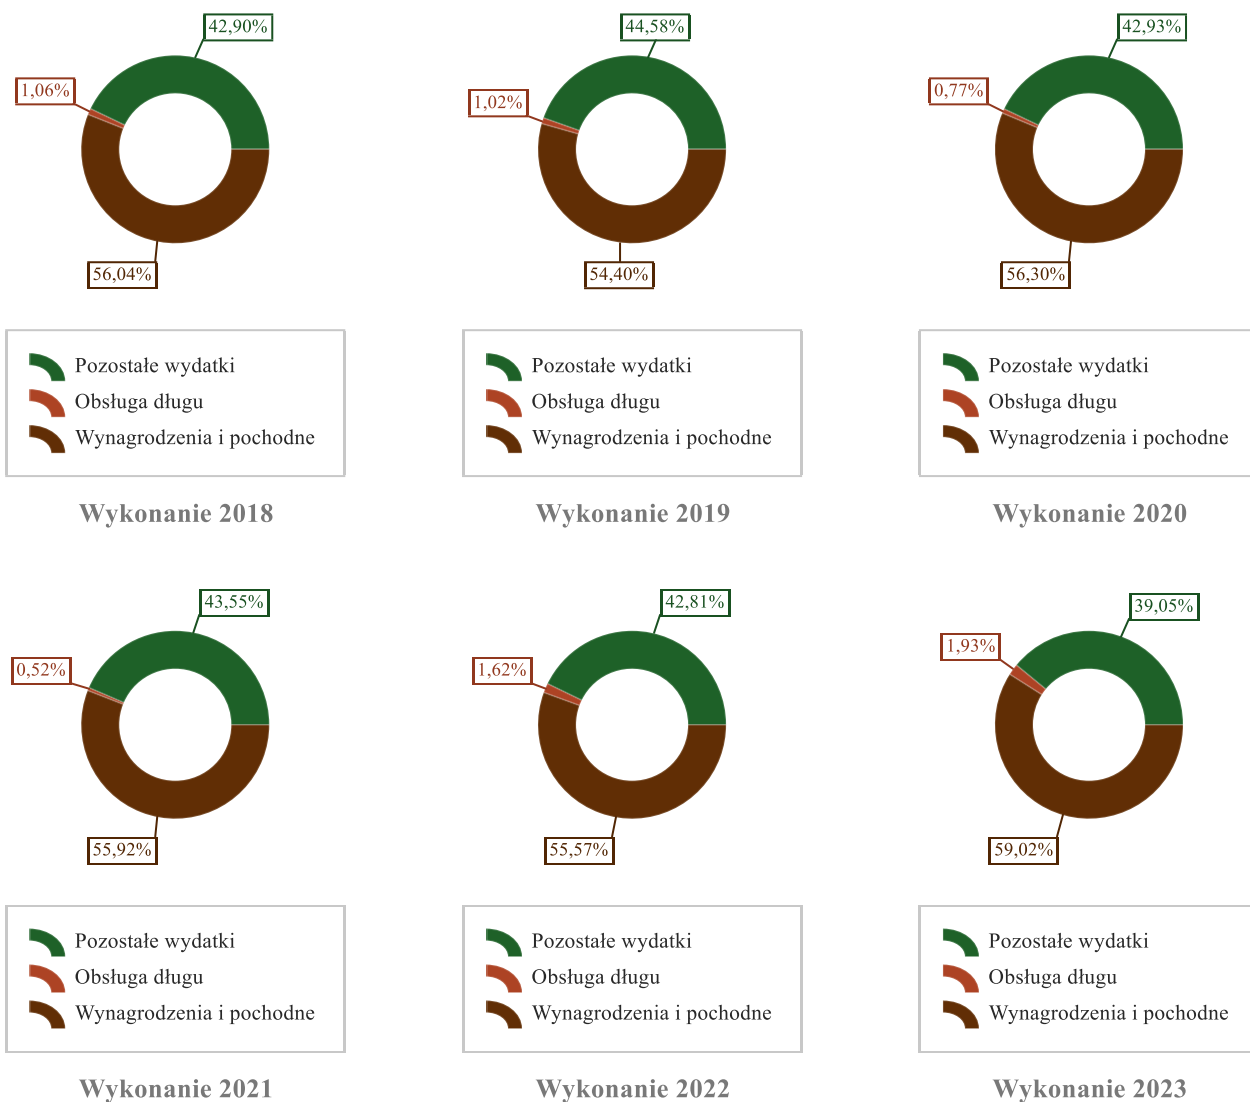 42,90%
1,06%
56,04%
Pozostałe wydatki
Obsługa długu
Wynagrodzenia i pochodne
Wykonanie 2018
44,58%
1,02%
54,40%
Pozostałe wydatki
Obsługa długu
Wynagrodzenia i pochodne
Wykonanie 2019
42,93%
0,77%
56,30%
Pozostałe wydatki
Obsługa długu
Wynagrodzenia i pochodne
Wykonanie 2020
43,55%
0,52%
55,92%
Pozostałe wydatki
Obsługa długu
Wynagrodzenia i pochodne
Wykonanie 2021
42,81%
1,62%
55,57%
Pozostałe wydatki
Obsługa długu
Wynagrodzenia i pochodne
Wykonanie 2022
39,05%
1,93%
59,02%
Pozostałe wydatki
Obsługa długu
Wynagrodzenia i pochodne
Wykonanie 2023